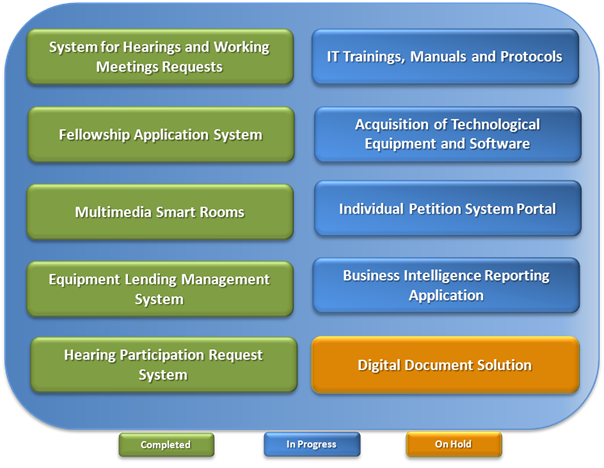 System for Hearings and Working
Meetings Requests
Fellowship Application System
Multimedia Smart Rooms
Equipment Lending Management
System
Hearing Participation Request
System
IT Trainings, Manuals and Protocols
Acquisition of Technological
Equipment and Software
Individual Petition System Portal
Business Intelligence Reporting
Application
Digital Document Solution
Completed
In Progress
On Hold